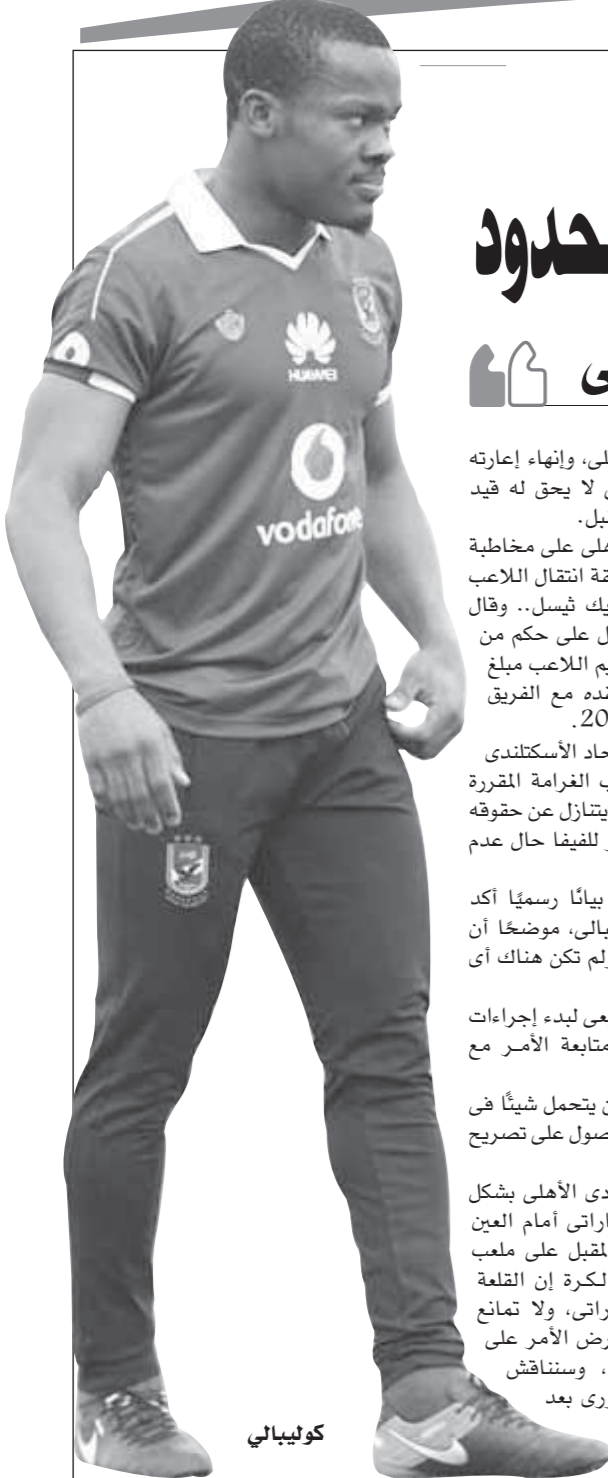 حدود
لى، وإنهاء إعارته
لا يحق له قيد
هلى على مخاطبة
قة انتقال اللاعب
يك ثيسل.. وقال
ل على حكم من
يم اللاعب مبلغ
مع الفريق
20.
حاد الأسكتلندى
ب الغرامة المقررة
يتنازل عن حقوقه
للفيفا حال عدم
بيانًا رسميًا أكد
يبالى، موضحًا أن
ولم تكن هناك أى
عى لبدء إجراءات
متابعة الأمر مع
ن يتحمل شيئًا فى
صول على تصريح
دى الأهلى بشكل
اراتى أمام العين
لمقبل على ملعب
لكرة إن القلعة
راتى، ولا تمانع
رض الأمر على
، وسنناقش
ورى بعد
HUAWEI
vodafone
كوليبالي